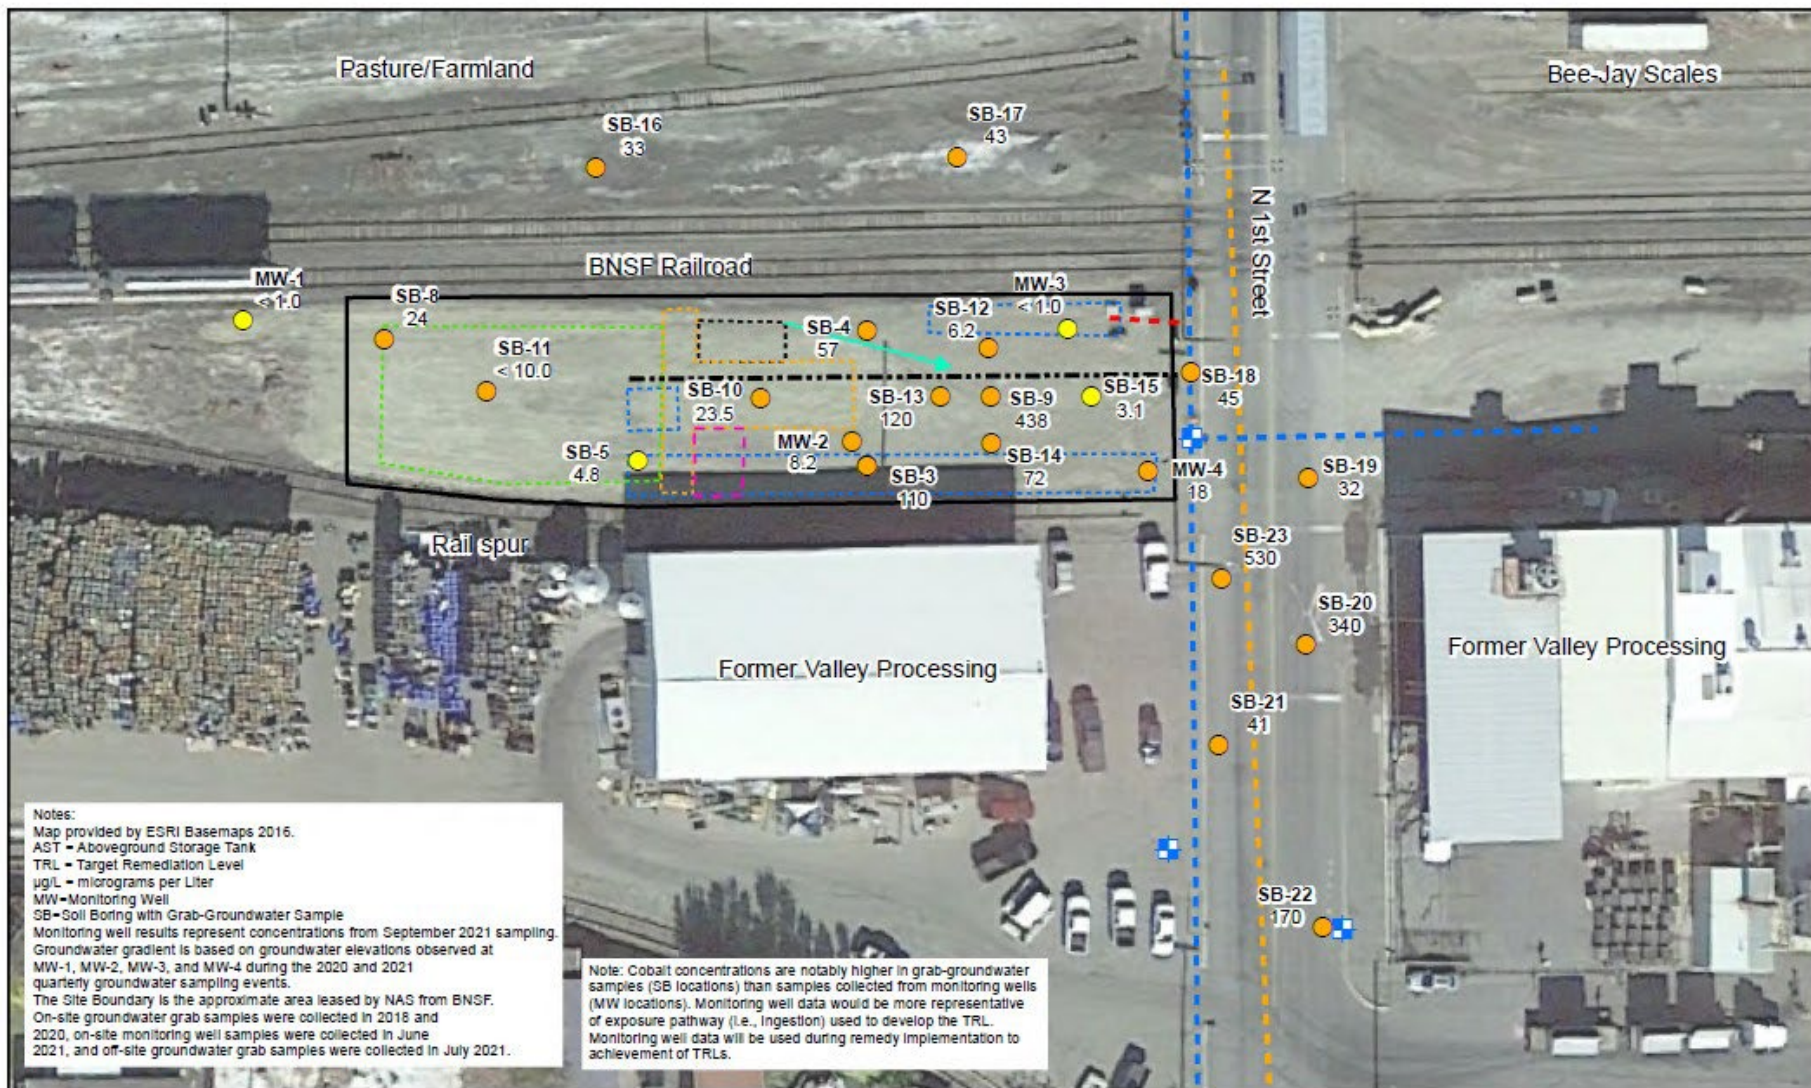 Pasture/Farmland
Bee-Jay Scales
SB-16
33
SB-17
43
N 1st Street
BNSF Railroad
MW-1
< 1.0
SB-8
24
SB-11
< 10.0
SB-4
57
SB-12
6.2
MW-3
< 1.0
SB-10
23.5
SB-13
120
SB-9
438
SB-15
3.1
SB-18
45
SB-5
4.8
MW-2
8.2
SB-3
110
SB-14
72
MW-4
18
SB-19
32
Rail spur
SB-23
530
SB-20
340
Former Valley Processing
Former Valley Processing
SB-21
41
SB-22
170
Notes:
Map provided by ESRI Basemaps 2016.
AST = Aboveground Storage Tank
TRL = Target Remediation Level
µg/L = micrograms per Liter
MW=Monitoring Well
SB=Soil Boring with Grab-Groundwater Sample
Monitoring well results represent concentrations from September 2021 sampling.
Groundwater gradient is based on groundwater elevations observed at
MW-1, MW-2, MW-3, and MW-4 during the 2020 and 2021
quarterly groundwater sampling events.
The Site Boundary is the approximate area leased by NAS from BNSF.
On-site groundwater grab samples were collected in 2018 and
2020, on-site monitoring well samples were collected in June
2021, and off-site groundwater grab samples were collected in July 2021.
Note: Cobalt concentrations are notably higher in grab-groundwater
samples (SB locations) than samples collected from monitoring wells
(MW locations). Monitoring well data would be more representative
of exposure pathway (i.e., ingestion) used to develop the TRL.
Monitoring well data will be used during remedy implementation to
achievement of TRLs.